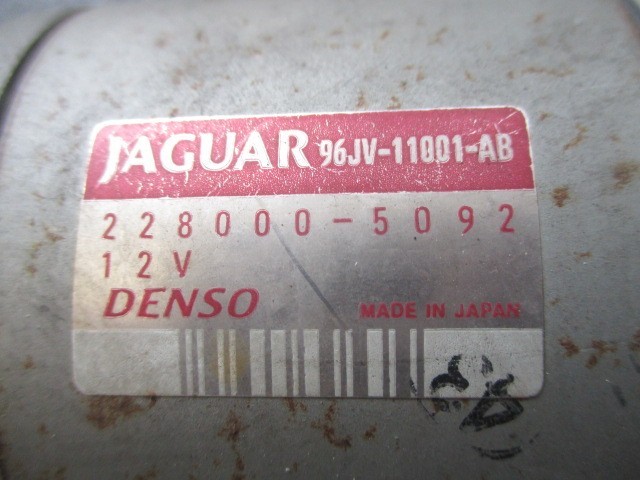 JAGUAR 96JV-11001-AB
228000-5092
12V
DENSO MADE IN JAPAN